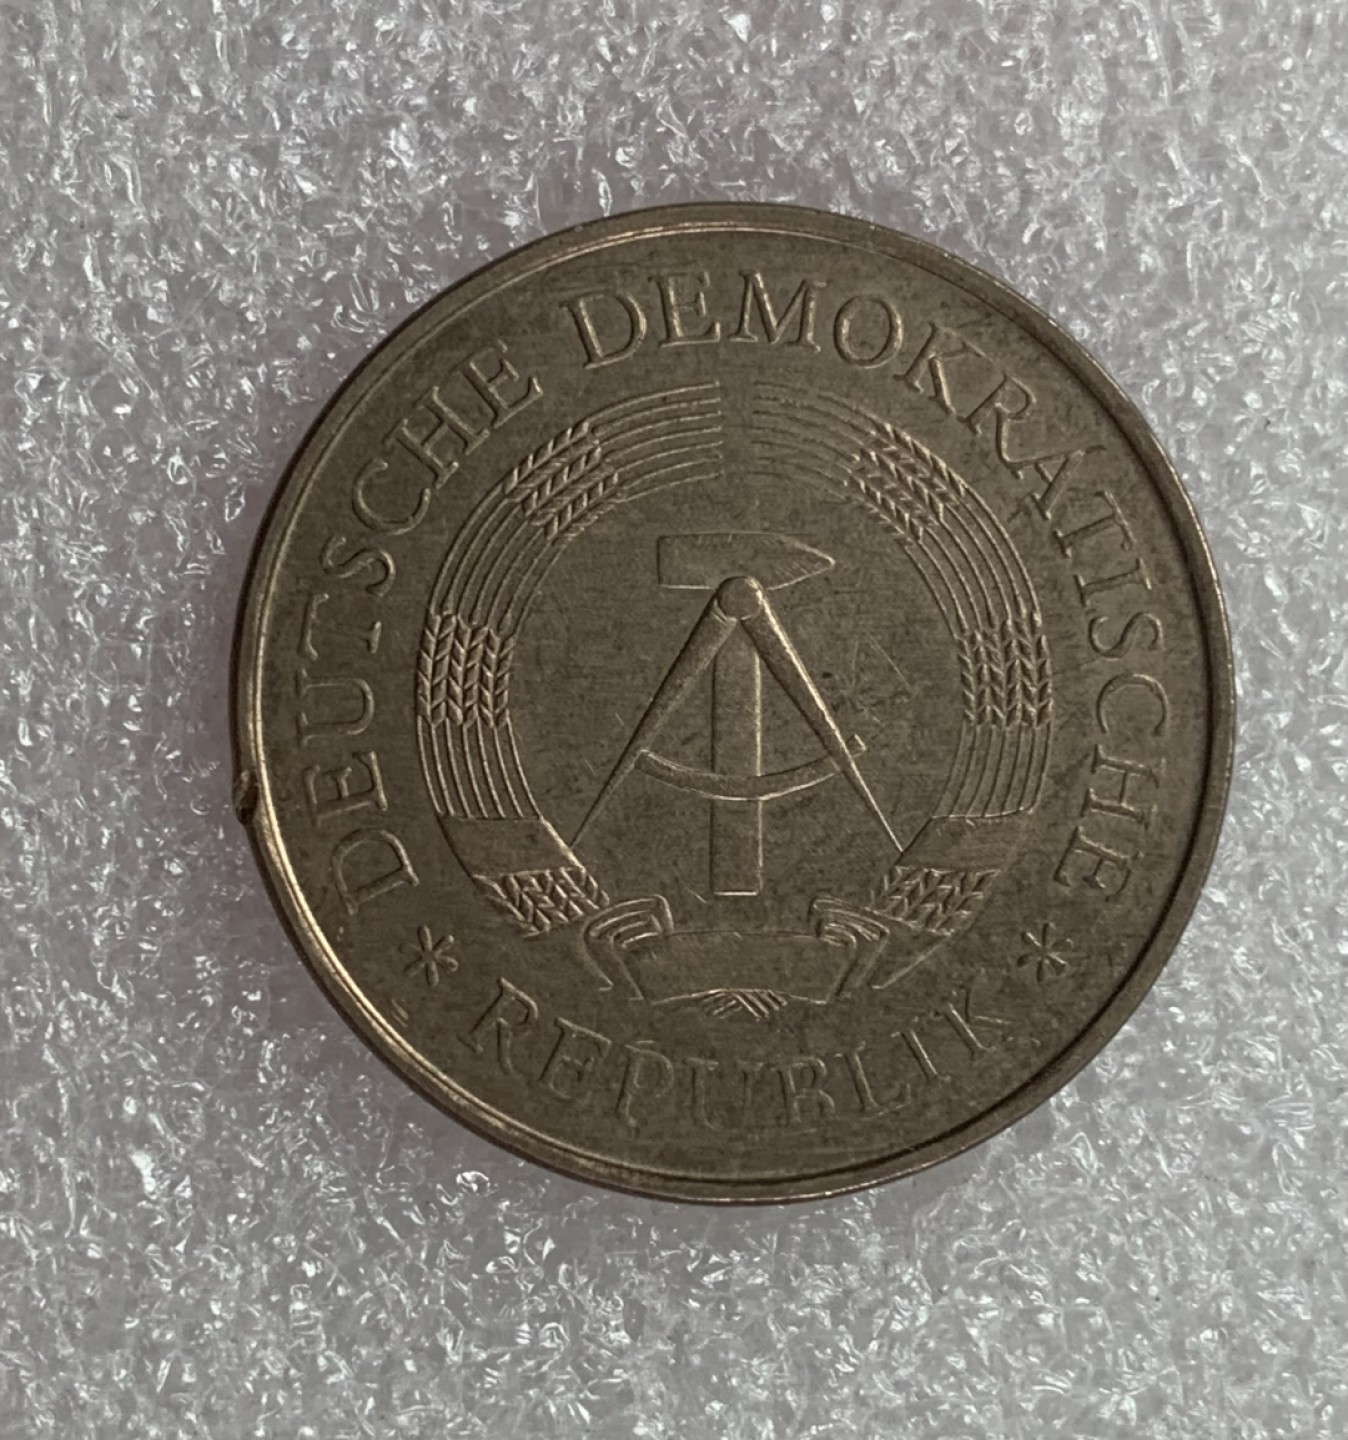 DEUTSCHE DEMOKRATISCHE
* REPUBLIK *